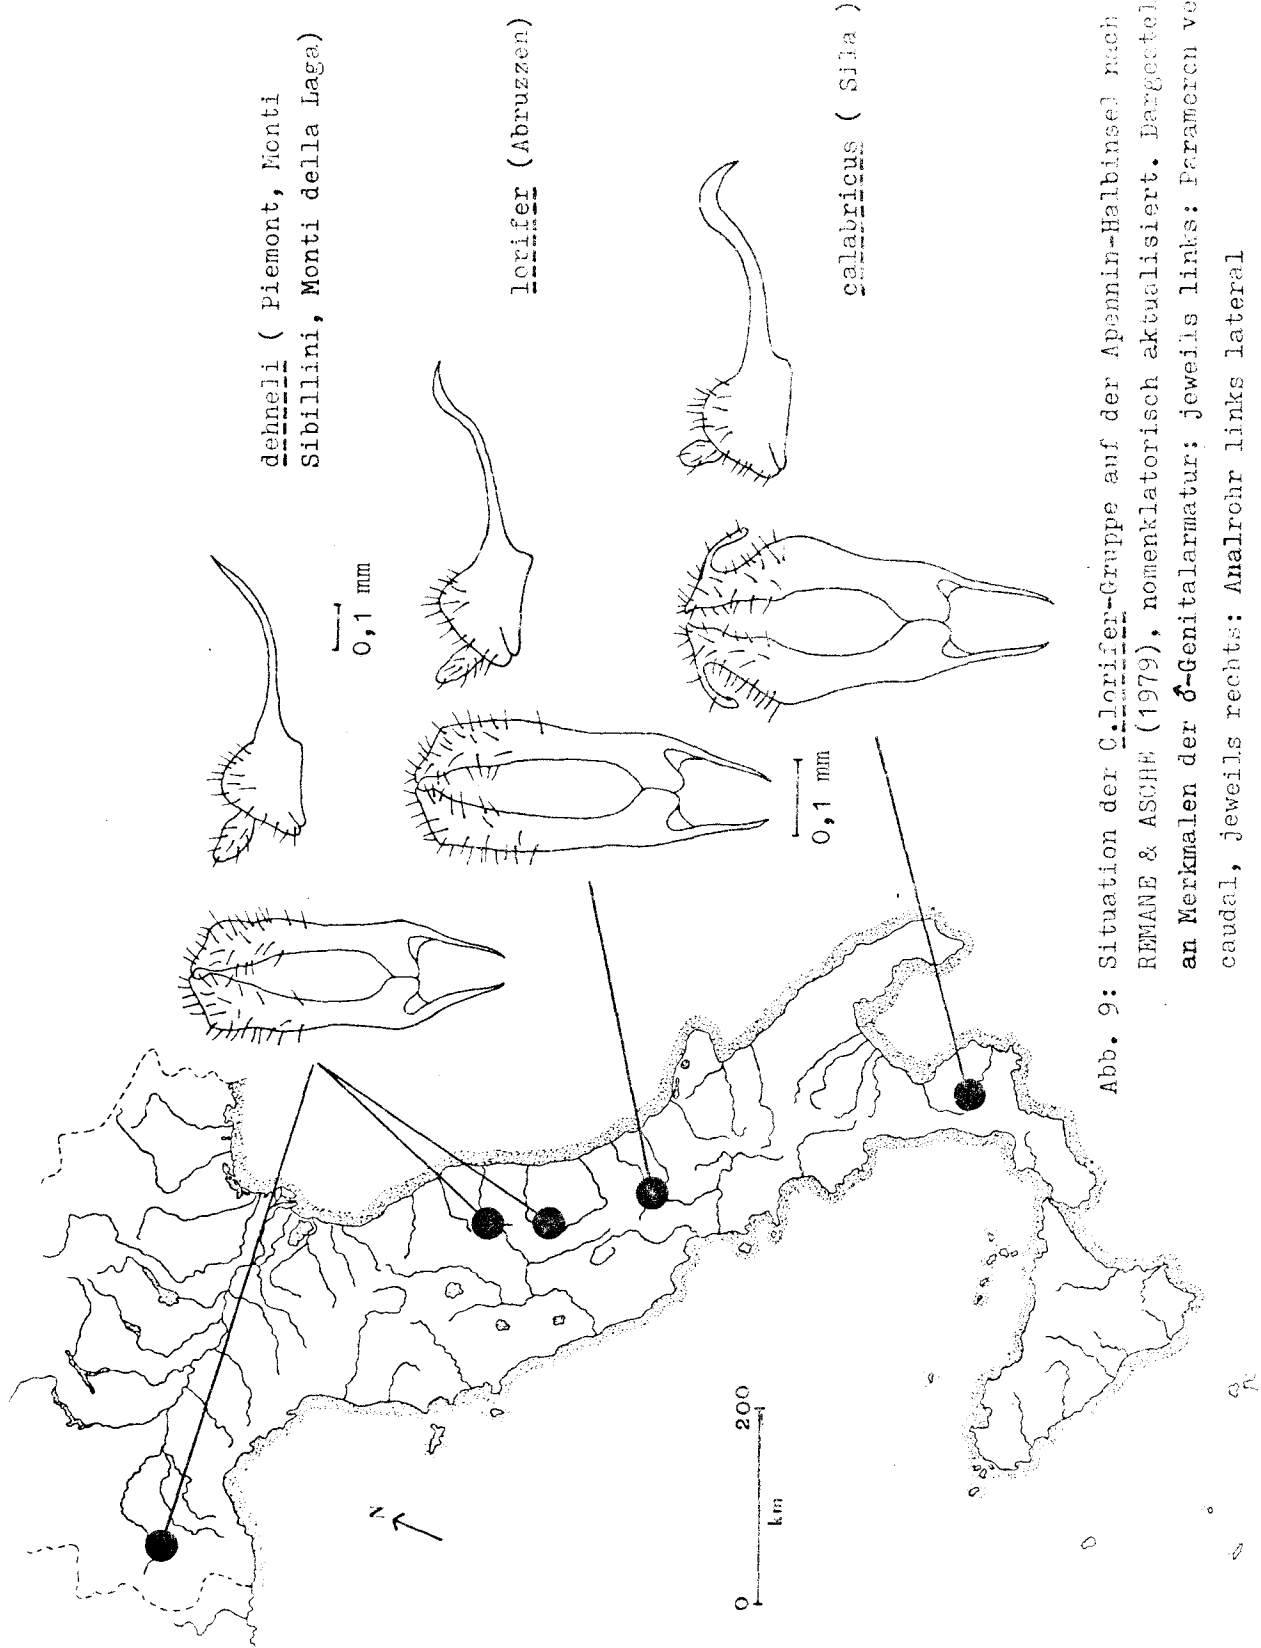 dehneli ( Piemont, Monti
Sibillini, Monti della Laga)
0,1 mm
lorifer (Abruzzen)
0,1 mm
calabricus ( Sila )
N
0 200
km
Abb. 9: Situation der C.lorifer-Gruppe auf der Apennin-Halbinsel nach
REMANE & ASCHE (1979), nomenklatorisch aktualisiert.
an Merkmalen der ♂-Genitalarmatur: jeweils links: Parameren
caudal, jeweils rechts: Analrohr links lateral